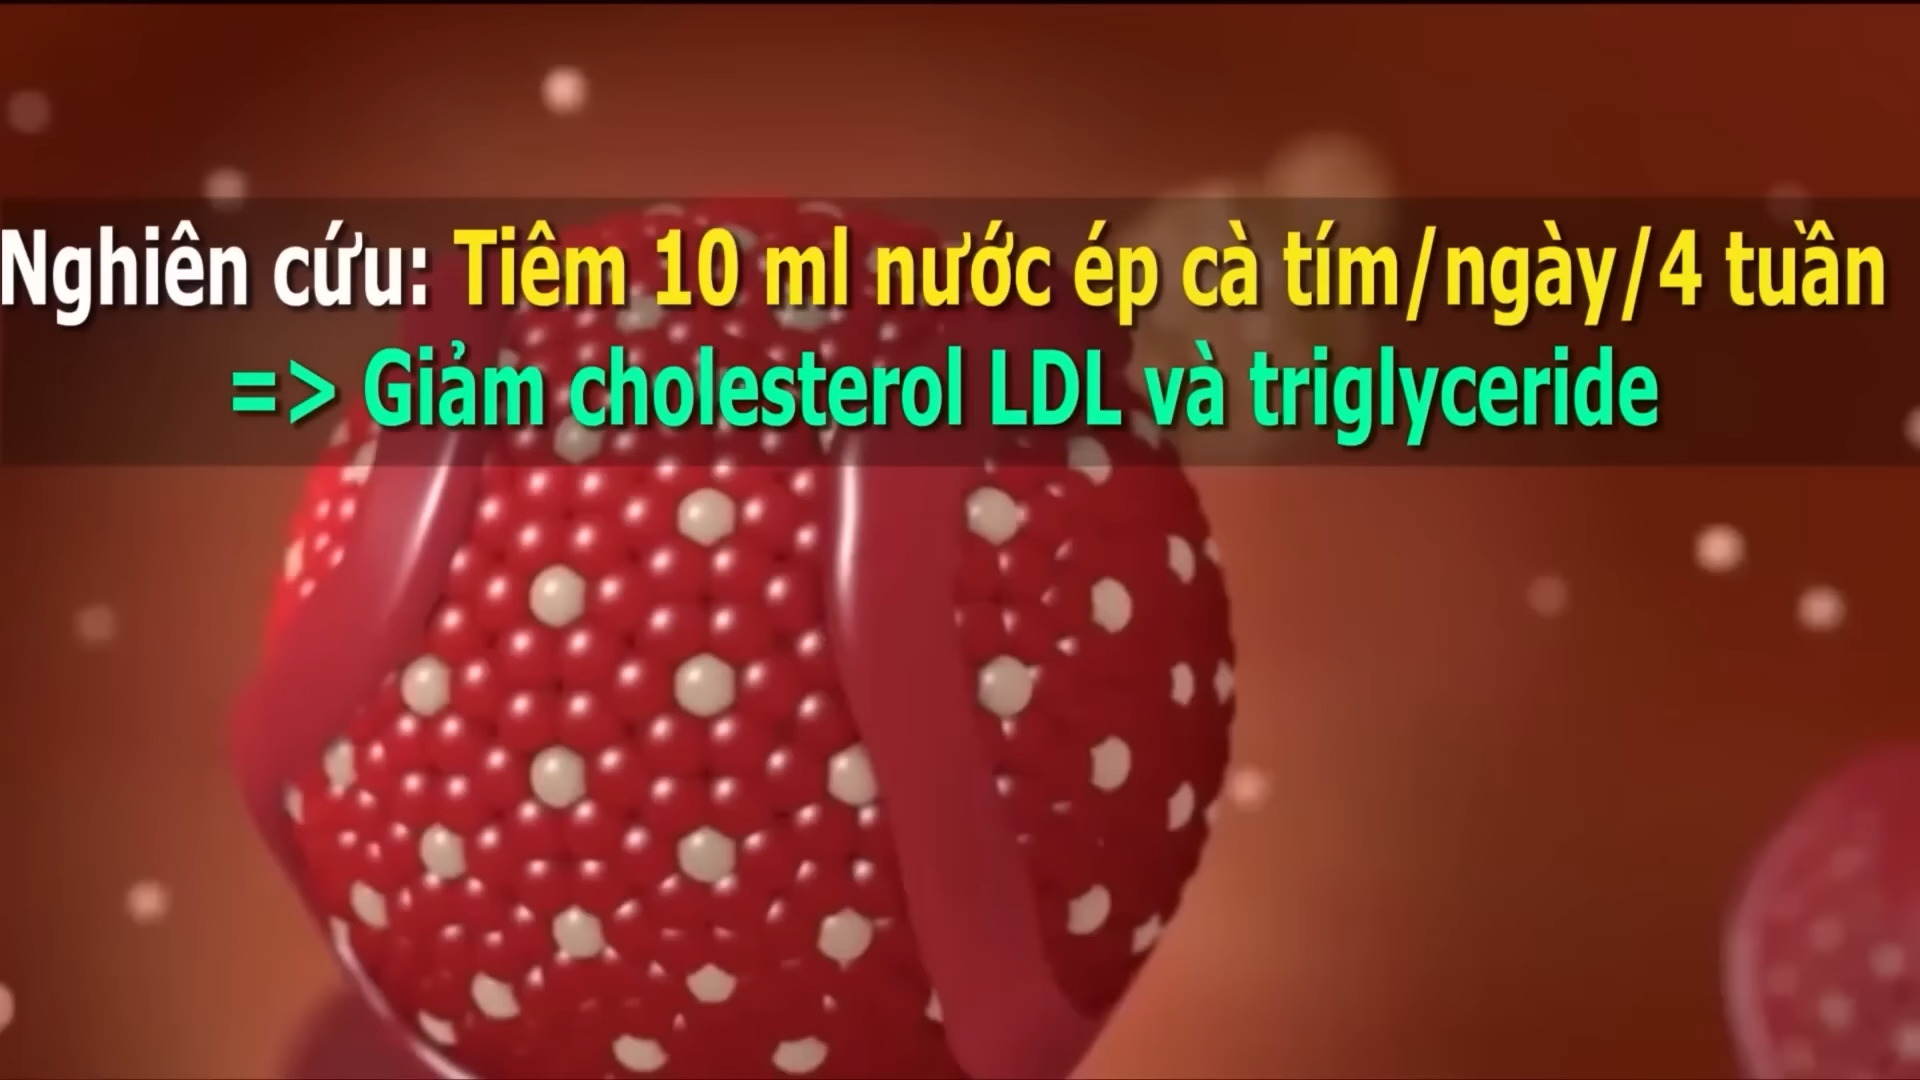 Nghiên cứu: Tiêm 10 ml nước ép cà tím/ngày/4 tuần
=> Giảm cholesterol LDL và triglyceride